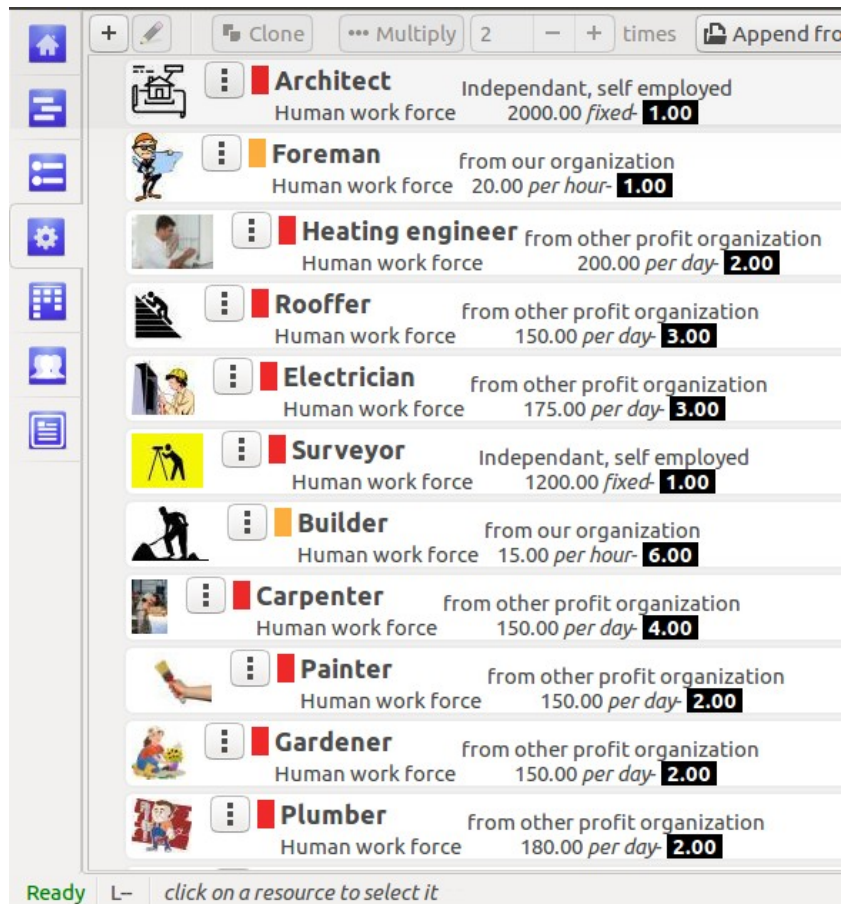 + Clone ••• Multiply 2 − + times Append fro
Architect Independant, self employed
Human work force 2000.00 fixed- 1.00
Foreman from our organization
Human work force 20.00 per hour- 1.00
Heating engineer from other profit organization
Human work force 200.00 per day- 2.00
Rooffer from other profit organization
Human work force 150.00 per day- 3.00
Electrician from other profit organization
Human work force 175.00 per day- 3.00
Surveyor Independant, self employed
Human work force 1200.00 fixed- 1.00
Builder from our organization
Human work force 15.00 per hour- 6.00
Carpenter from other profit organization
Human work force 150.00 per day- 4.00
Painter from other profit organization
Human work force 150.00 per day- 2.00
Gardener from other profit organization
Human work force 150.00 per day- 2.00
Plumber from other profit organization
Human work force 180.00 per day- 2.00
Ready L– click on a resource to select it